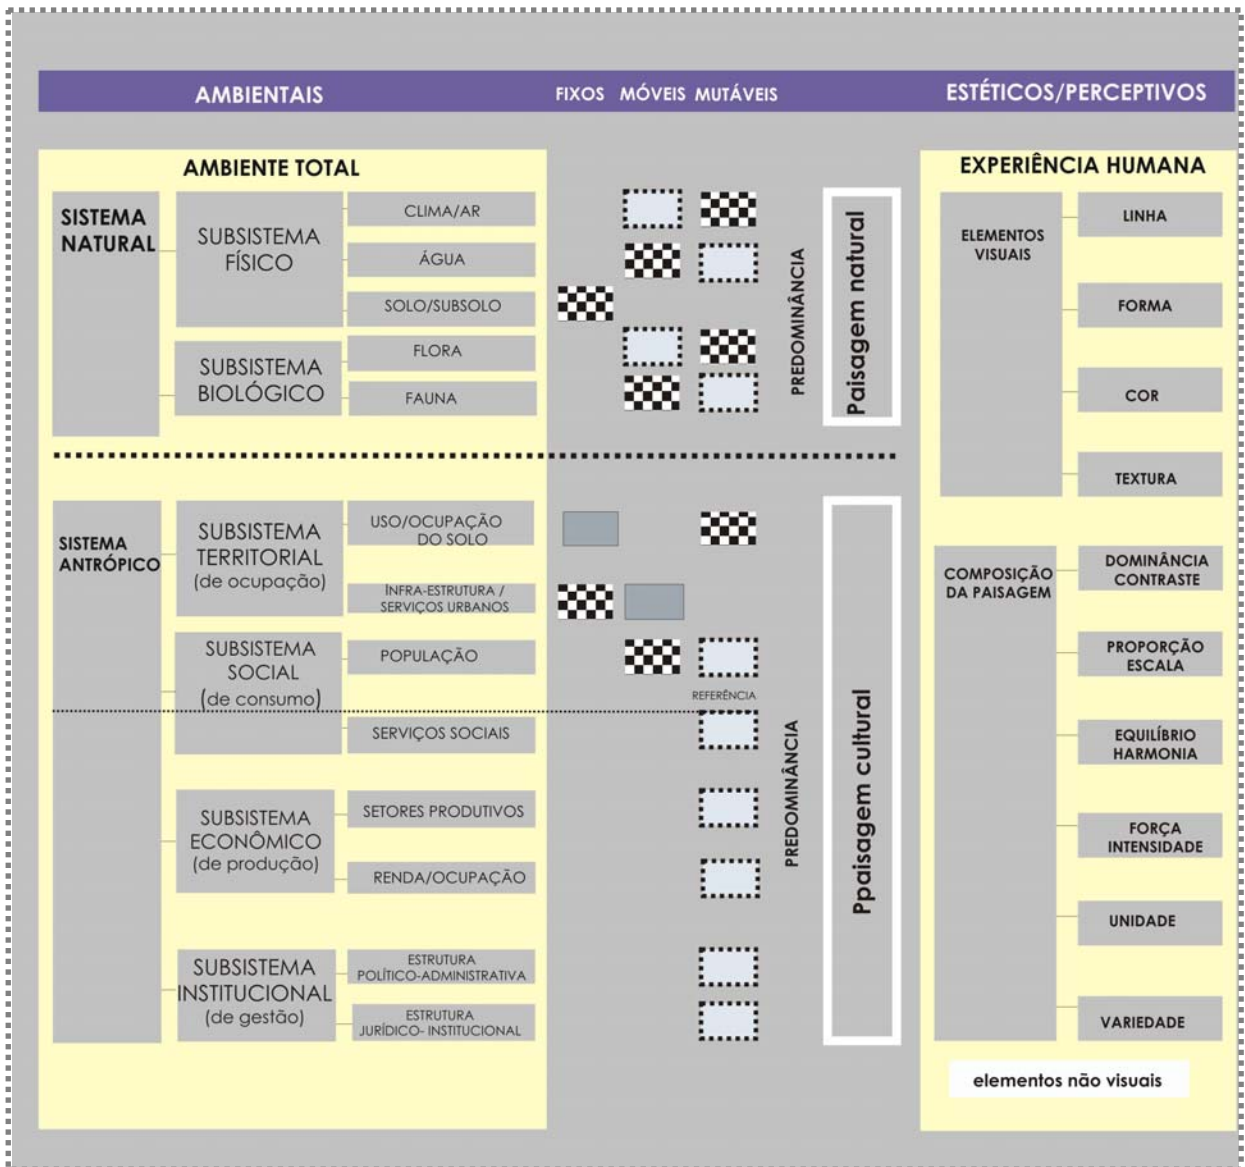 AMBIENTAIS
FIXOS MÓVEIS MUTÁVEIS
ESTÉTICOS/PERCEPTIVOS
AMBIENTE TOTAL
SISTEMA
NATURAL
SUBSISTEMA
FÍSICO
CLIMA/AR
ÁGUA
SOLO/SUBSOLO
SUBSISTEMA
BIOLÓGICO
FLORA
FAUNA
PREDOMINÂNCIA
Paisagem natural
SISTEMA
ANTRÓPICO
SUBSISTEMA
TERRITORIAL
(de ocupação)
USO/OCUPAÇÃO
DO SOLO
INFRA-ESTRUTURA /
SERVIÇOS URBANOS
SUBSISTEMA
SOCIAL
(de consumo)
POPULAÇÃO
REFERÊNCIA
SERVIÇOS SOCIAIS
SUBSISTEMA
ECONÔMICO
(de produção)
SETORES PRODUTIVOS
RENDA/OCUPAÇÃO
SUBSISTEMA
INSTITUCIONAL
(de gestão)
ESTRUTURA
POLÍTICO-ADMINISTRATIVA
ESTRUTURA
JURÍDICO- INSTITUCIONAL
PREDOMINÂNCIA
Ppaisagem cultural
EXPERIÊNCIA HUMANA
ELEMENTOS
VISUAIS
LINHA
FORMA
COR
TEXTURA
COMPOSIÇÃO
DA PAISAGEM
DOMINÂNCIA
CONTRASTE
PROPORÇÃO
ESCALA
EQUILÍBRIO
HARMONIA
FORÇA
INTENSIDADE
UNIDADE
VARIEDADE
elementos não visuais